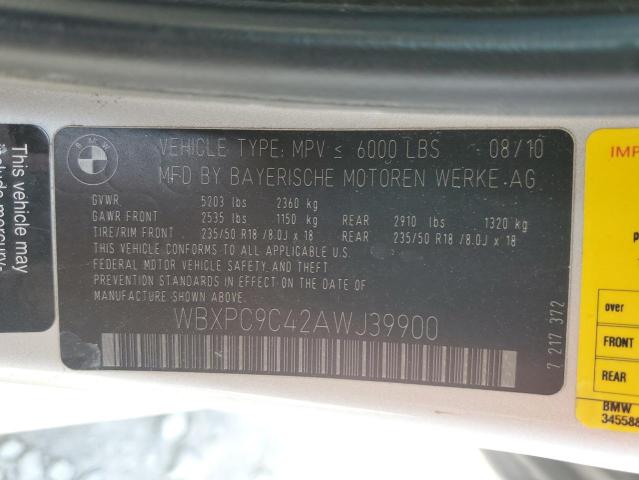 BMW
VEHICLE TYPE: MPV ≤ 6000 LBS 08/10
MFD BY BAYERISCHE MOTOREN WERKE-AG
GVWR 5203 lbs 2360 kg
GAWR FRONT 2535 lbs 1150 kg REAR 2910 lbs 1320 kg
TIRE/RIM FRONT 235/50 R18 /8.0J x 18 REAR 235/50 R18 /8.0J x 18
THIS VEHICLE CONFORMS TO ALL APPLICABLE U.S.
FEDERAL MOTOR VEHICLE SAFETY AND THEFT
PREVENTION STANDARDS IN EFFECT ON THE DATE OF
MANUFACTURE SHOWN ABOVE.
WBXPC9C42AWJ39900
7 217 372
This vehicle may
include mercury-
IMP
over
FRONT
REAR
BMW
345588